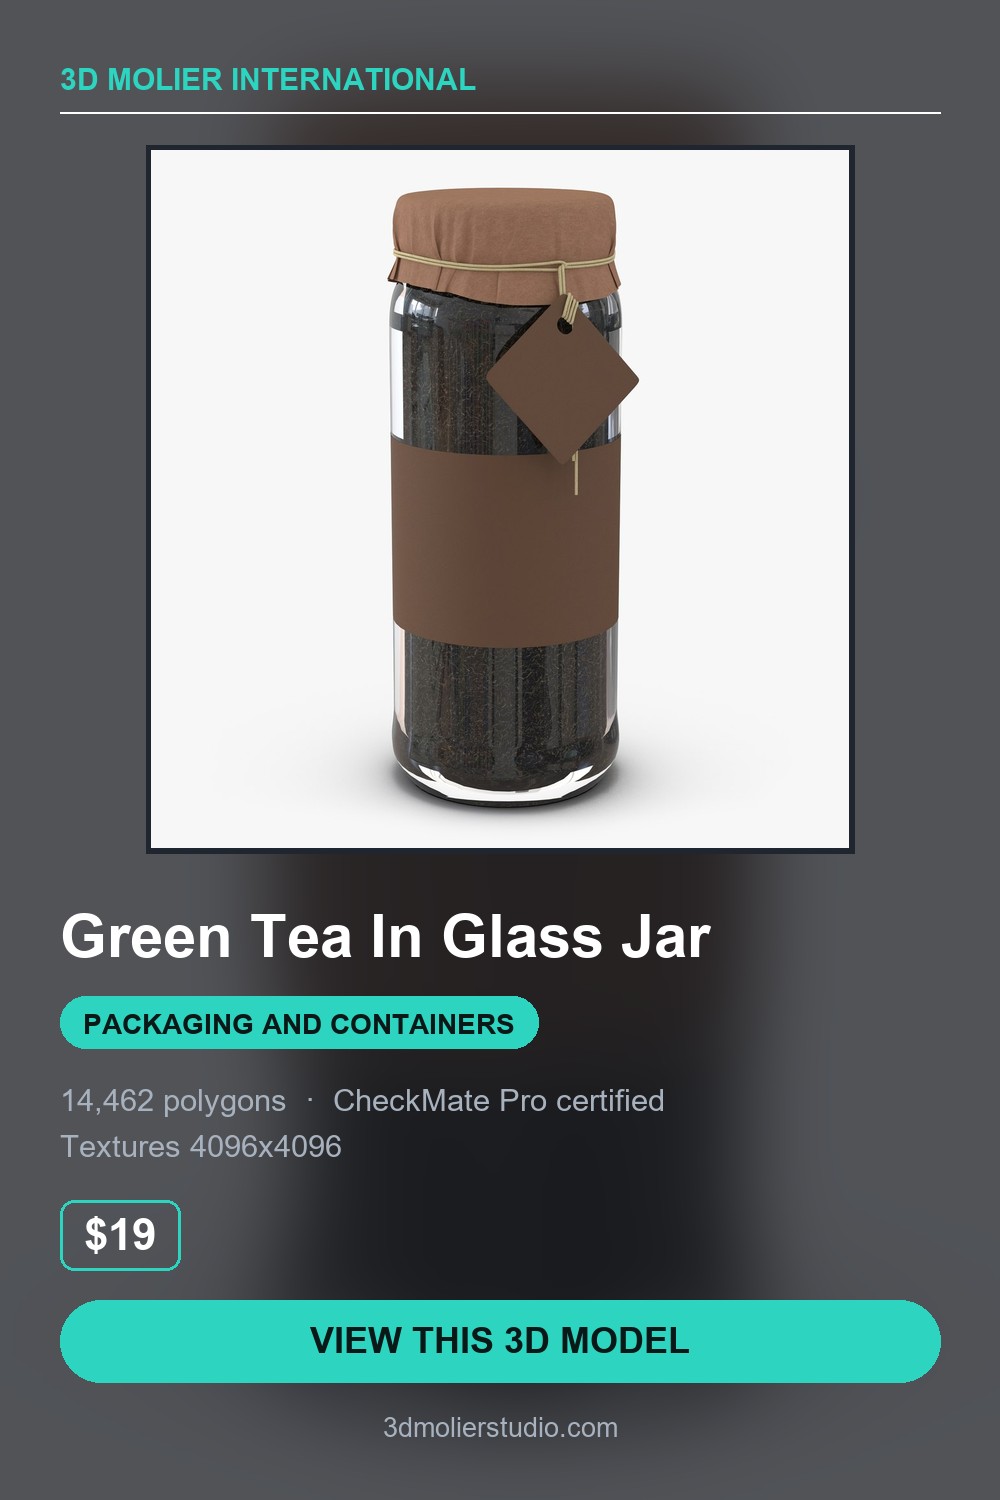 3D MOLIER INTERNATIONAL
Green Tea In Glass Jar
PACKAGING AND CONTAINERS
14,462 polygons · CheckMate Pro certified
Textures 4096x4096
$19
VIEW THIS 3D MODEL
3dmolierstudio.com